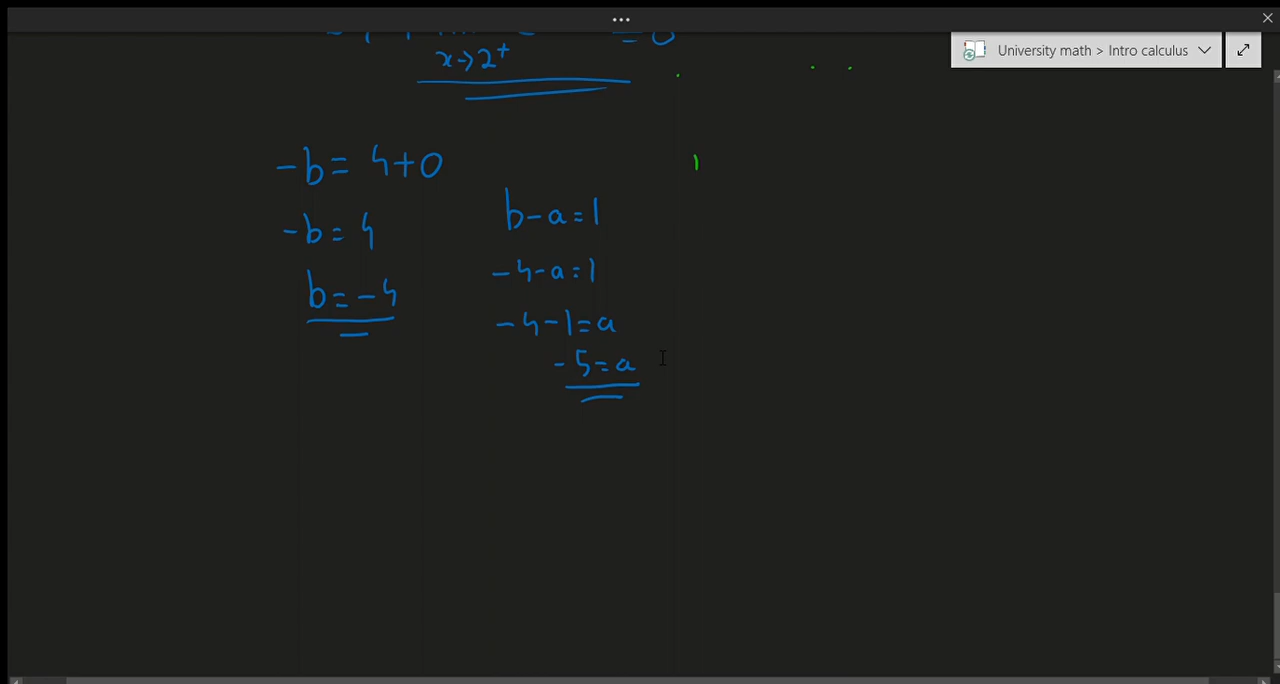 University math > Intro calculus
x→2⁺
-b = 4+0
-b = 4
b = -4
b-a=1
-4-a=1
-4-1=a
-5=a